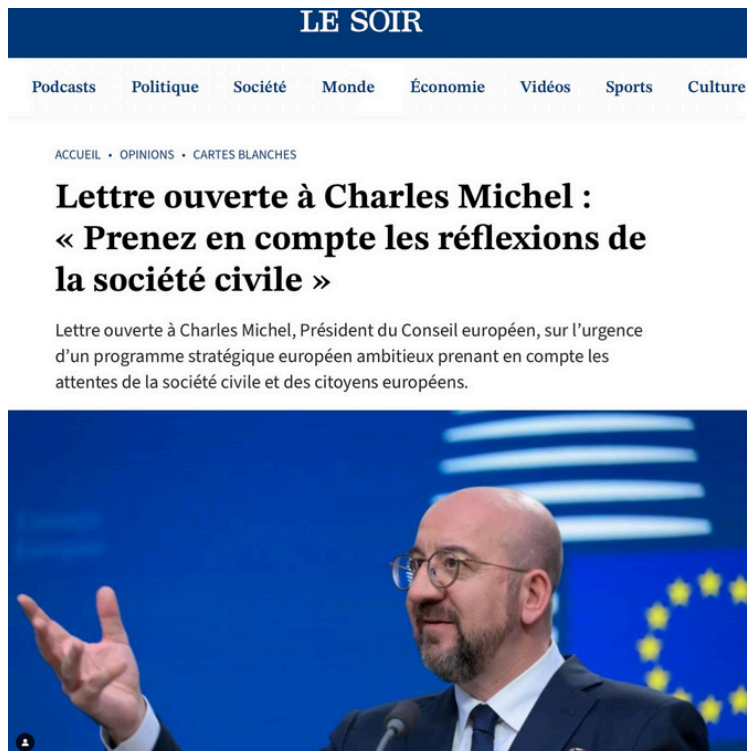 LE SOIR
Podcasts Politique Société Monde Économie Vidéos Sports Culture
ACCUEIL • OPINIONS • CARTES BLANCHES
Lettre ouverte à Charles Michel :
« Prenez en compte les réflexions de
la société civile »
Lettre ouverte à Charles Michel, Président du Conseil européen, sur l’urgence
d’un programme stratégique européen ambitieux prenant en compte les
attentes de la société civile et des citoyens européens.